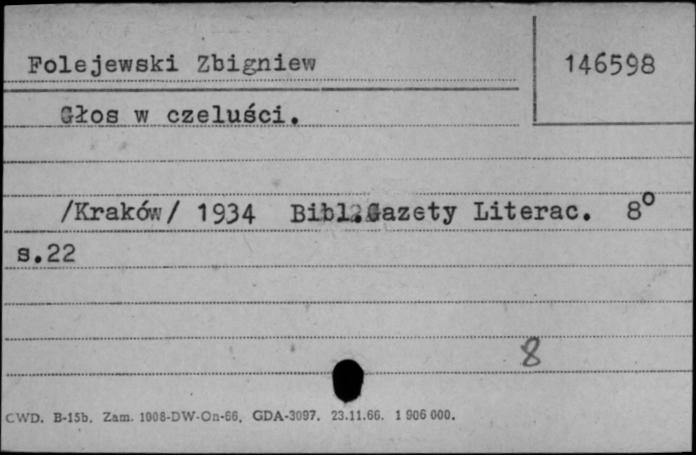 Folejewski Zbigniew
146598
Głos w czeluści.
/Kraków/ 1934 Bibl.Gazety Literac. 8°
s.22
8
CWD. B-15b. Zam. 1008-DW-On-66. GDA-3097. 23.11.66. 1 906 000.